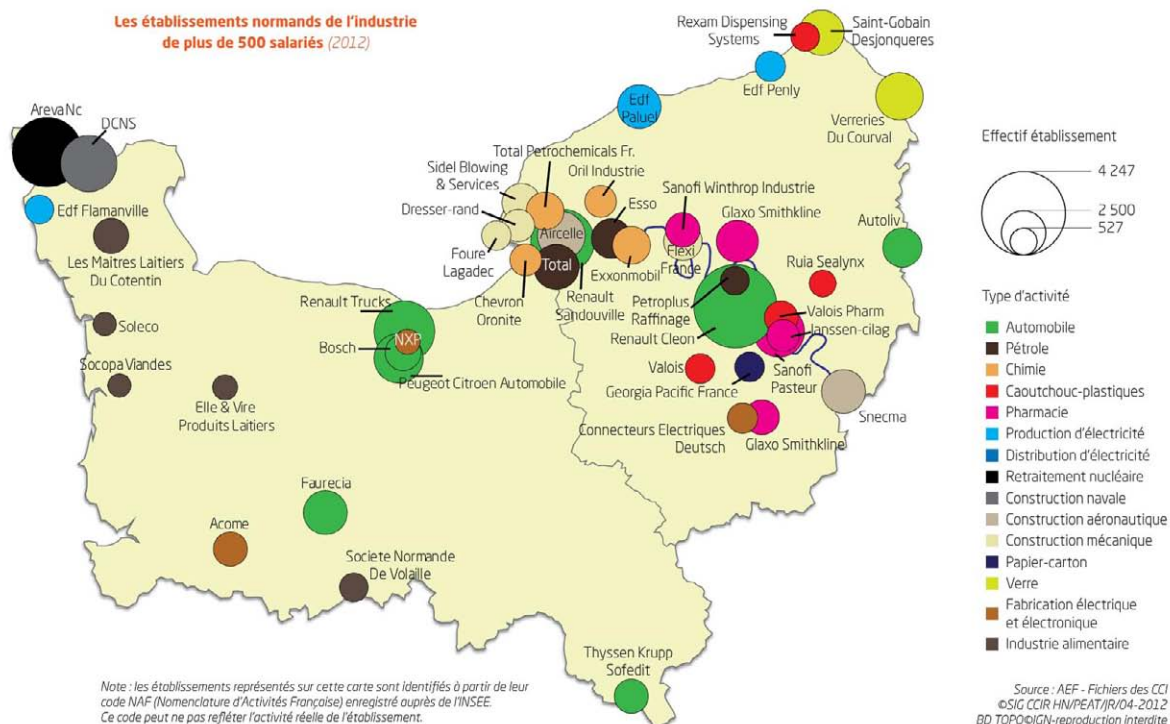 Les établissements normands de l'industrie
de plus de 500 salariés (2012)
Rexam Dispensing
Systems
Saint-Gobain
Desjonqueres
Edf Penly
Verreries
Du Courval
Edf
Paluel
ArevaNc
DCNS
Edf Flamanville
Les Maitres Laitiers
Du Cotentin
Soleco
Socopa Viandes
Elle & Vire
Produits Laitiers
Total Petrochemicals Fr.
Sidel Blowing
& Services
Oril Industrie
Dresser-rand
Esso
Sanofi Winthrop Industrie
Glaxo Smithkline
Autoliv
Aircelle
Foure
Lagadec
Total
Flexi
France
Exxonmobil
Chevron
Oronite
Renault
Sandouville
Ruia Sealynx
Petroplus
Raffinage
Renault Cleon
Valois Pharm
Janssen-cilag
Renault Trucks
NXP
Bosch
Peugeot Citroen Automobile
Valois
Sanofi
Pasteur
Georgia Pacific France
Snecma
Connecteurs Electriques
Deutsch
Glaxo Smithkline
Faurecia
Acome
Societe Normande
De Volaille
Thyssen Krupp
Sofedit
Effectif établissement
4 247
2 500
527
Type d'activité
Automobile
Pétrole
Chimie
Caoutchouc-plastiques
Pharmacie
Production d'électricité
Distribution d'électricité
Retraitement nucléaire
Construction navale
Construction aéronautique
Construction mécanique
Papier-carton
Verre
Fabrication électrique
et électronique
Industrie alimentaire
Note : les établissements représentés sur cette carte sont identifiés à partir de leur
code NAF (Nomenclature d'Activités Française) enregistré auprès de l'INSEE.
Ce code peut ne pas refléter l'activité réelle de l'établissement.
Source : AEF - Fichiers des CCI
©SIG CCIR HN/PEAT/JR/04-2012
BD TOPO©IGN-reproduction interdite